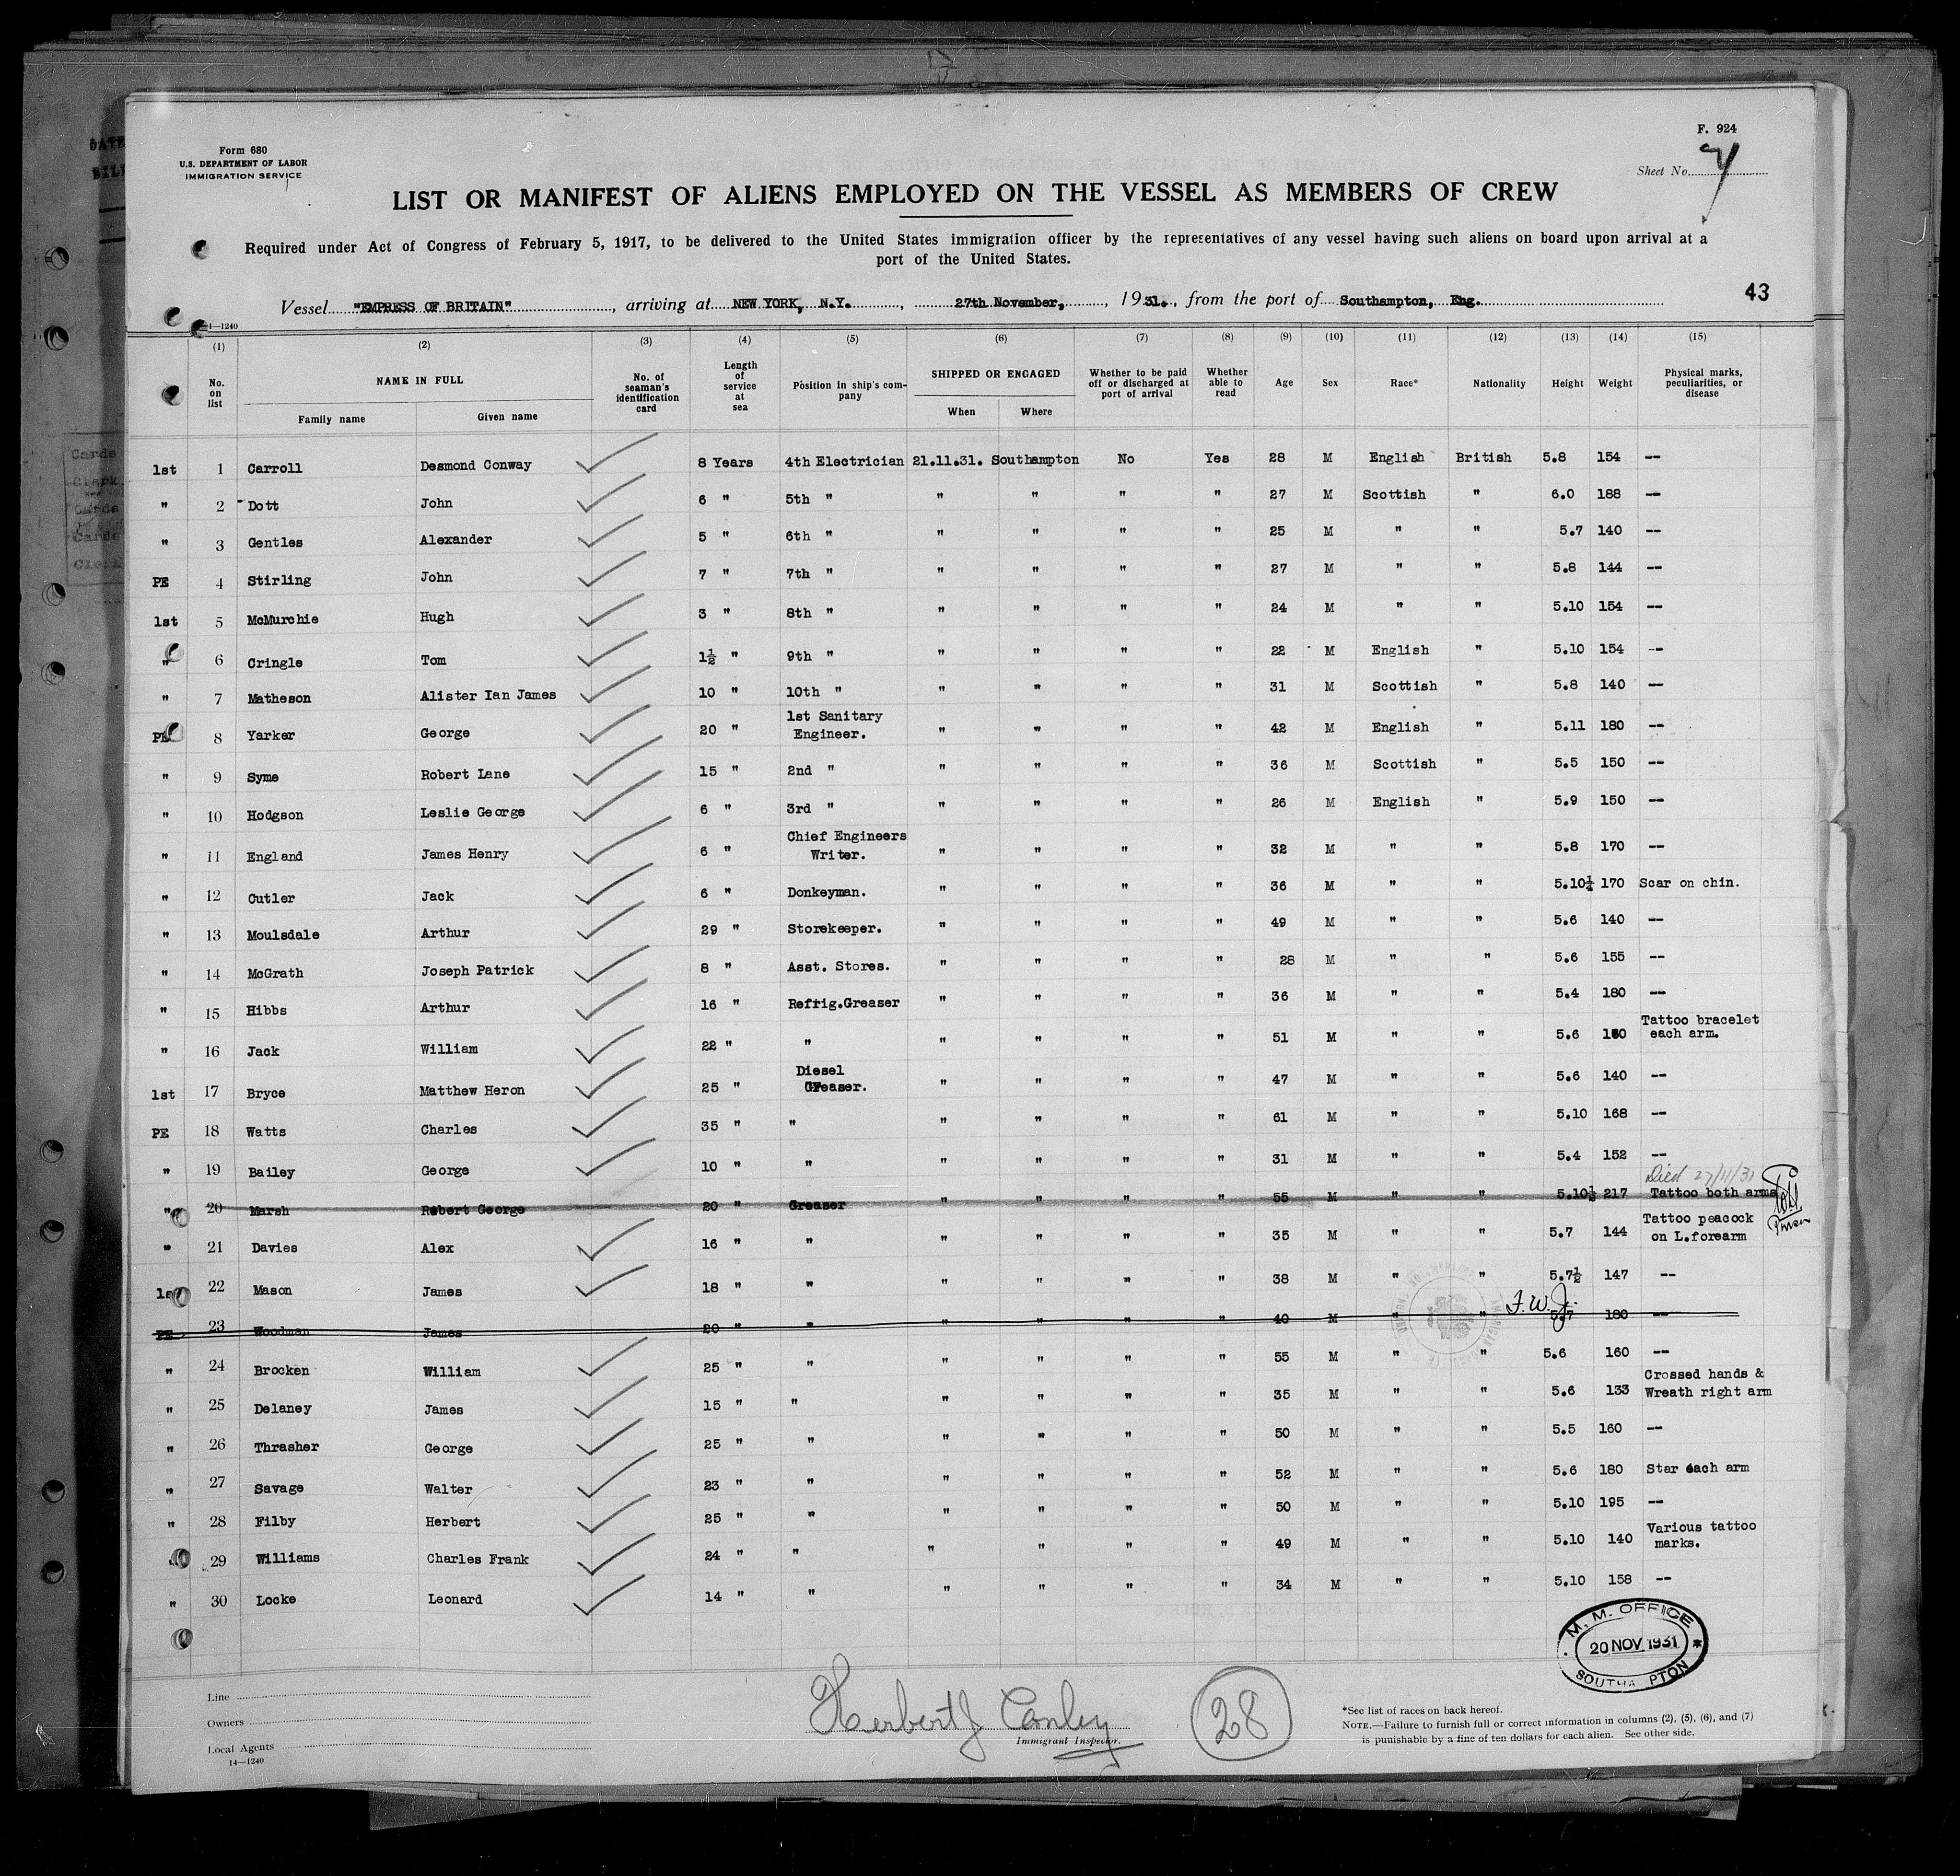 F. 924
Form 680
U.S. DEPARTMENT OF LABOR
IMMIGRATION SERVICE
Sheet No. 7
LIST OR MANIFEST OF ALIENS EMPLOYED ON THE VESSEL AS MEMBERS OF CREW
Required under Act of Congress of February 5, 1917, to be delivered to the United States immigration officer by the representatives of any vessel having such aliens on board upon arrival at a
port of the United States.
Vessel "EMPRESS OF BRITAIN", arriving at NEW YORK, N.Y., 27th November, 1931., from the port of Southampton, Eng. 43
(1) (2) (3) (4) (5) (6) (7) (8) (9) (10) (11) (12) (13) (14) (15)
No. on list NAME IN FULL Family name Given name No. of seaman's identification card Length of service at sea Position in ship's company SHIPPED OR ENGAGED When Where Whether to be paid off or discharged at port of arrival Whether able to read Age Sex Race* Nationality Height Weight Physical marks, peculiarities, or disease
1st 1 Carroll Desmond Conway 8 Years 4th Electrician 21.11.31. Southampton No Yes 28 M English British 5.8 154 --
" 2 Dott John 6 " 5th " " " " " 27 M Scottish " 6.0 188 --
" 3 Gentles Alexander 5 " 6th " " " " " 25 M " " 5.7 140 --
PE 4 Stirling John 7 " 7th " " " " " 27 M " " 5.8 144 --
1st 5 McMurchie Hugh 3 " 8th " " " " " 24 M " " 5.10 154 --
" 6 Cringle Tom 1½ " 9th " " " " " 22 M English " 5.10 154 --
" 7 Matheson Alister Ian James 10 " 10th " " " " " 31 M Scottish " 5.8 140 --
PE 8 Yarker George 20 " 1st Sanitary Engineer. " " " " 42 M English " 5.11 180 --
" 9 Syme Robert Lane 15 " 2nd " " " " " 36 M Scottish " 5.5 150 --
" 10 Hodgson Leslie George 6 " 3rd " " " " " 26 M English " 5.9 150 --
" 11 England James Henry 6 " Chief Engineers Writer. " " " " 32 M " " 5.8 170 --
" 12 Cutler Jack 6 " Donkeyman. " " " " 36 M " " 5.10½ 170 Scar on chin.
" 13 Moulsdale Arthur 29 " Storekeeper. " " " " 49 M " " 5.6 140 --
" 14 McGrath Joseph Patrick 8 " Asst. Stores. " " " " 28 M " " 5.6 155 --
" 15 Hibbs Arthur 16 " Refrig.Greaser " " " " 36 M " " 5.4 180 --
" 16 Jack William 22 " " " " " " 51 M " " 5.6 Tattoo bracelet each arm.
1st 17 Bryce Matthew Heron 25 " Diesel Greaser. " " " " 47 M " " 5.6 140 --
PE 18 Watts Charles 35 " " " " " " 61 M " " 5.10 168 --
" 19 Bailey George 10 " " " " " " 31 M " " 5.4 152 --
Died 27/11/31
" 20 Marsh Robert George 20 " Greaser " " " " 55 M " " 5.10½ 217 Tattoo both arms
Purser
" 21 Davies Alex 16 " " " " " " 35 M " " 5.7 144 Tattoo peacock on L.forearm
1st 22 Mason James 18 " " " " " " 38 M " " 5.7½ 147 --
F.W.J.
PE 23 Woodman James 20 " " " " " " 40 M " " 5.7 180 --
" 24 Brocken William 25 " " " " " " 55 M " " 5.6 160 --
" 25 Delaney James 15 " " " " " " 35 M " " 5.6 133 Crossed hands & Wreath right arm
" 26 Thrasher George 25 " " " " " " 50 M " " 5.5 160 --
" 27 Savage Walter 23 " " " " " " 52 M " " 5.6 180 Star each arm
" 28 Filby Herbert 25 " " " " " " 50 M " " 5.10 195 --
" 29 Williams Charles Frank 24 " " " " " " 49 M " " 5.10 140 Various tattoo marks.
" 30 Locke Leonard 14 " " " " " " 34 M " " 5.10 158 --
M. M. OFFICE
20 NOV 1931
SOUTHA PTON
Line
Owners
Local Agents
14—1240
Herbert J Conley
Immigrant Inspector.
28
*See list of races on back hereof.
NOTE.—Failure to furnish full or correct information in columns (2), (5), (6), and (7)
is punishable by a fine of ten dollars for each alien. See other side.